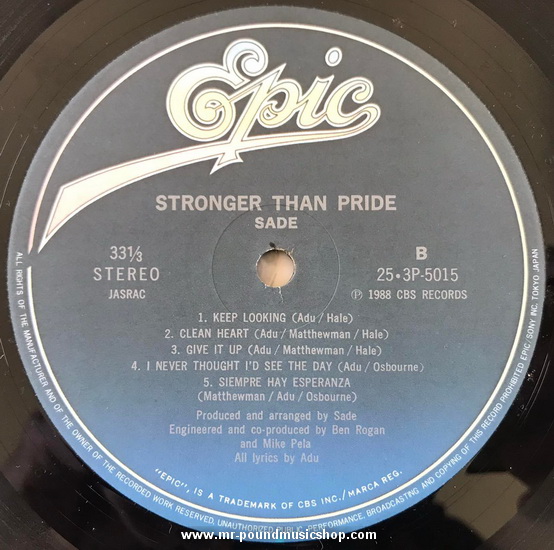 Epic
STRONGER THAN PRIDE
SADE
33⅓
STEREO
JASRAC
B
25•3P-5015
Ⓟ 1988 CBS RECORDS
1. KEEP LOOKING (Adu / Hale)
2. CLEAN HEART (Adu / Matthewman / Hale)
3. GIVE IT UP (Adu / Matthewman / Hale)
4. I NEVER THOUGHT I'D SEE THE DAY (Adu / Osbourne)
5. SIEMPRE HAY ESPERANZA
(Matthewman / Adu / Osbourne)
Produced and arranged by Sade
Engineered and co-produced by Ben Rogan
and Mike Pela
All lyrics by Adu
"EPIC", IS A TRADEMARK OF CBS INC./MARCA REG.
ALL RIGHTS OF THE MANUFACTURER AND OF THE OWNER OF THE RECORDED WORK RESERVED, UNAUTHORIZED PUBLIC PERFORMANCE, BROADCASTING AND COPYING OF THIS RECORD PROHIBITED EPIC/SONY INC. TOKYO JAPAN
www.mr-poundmusicshop.com